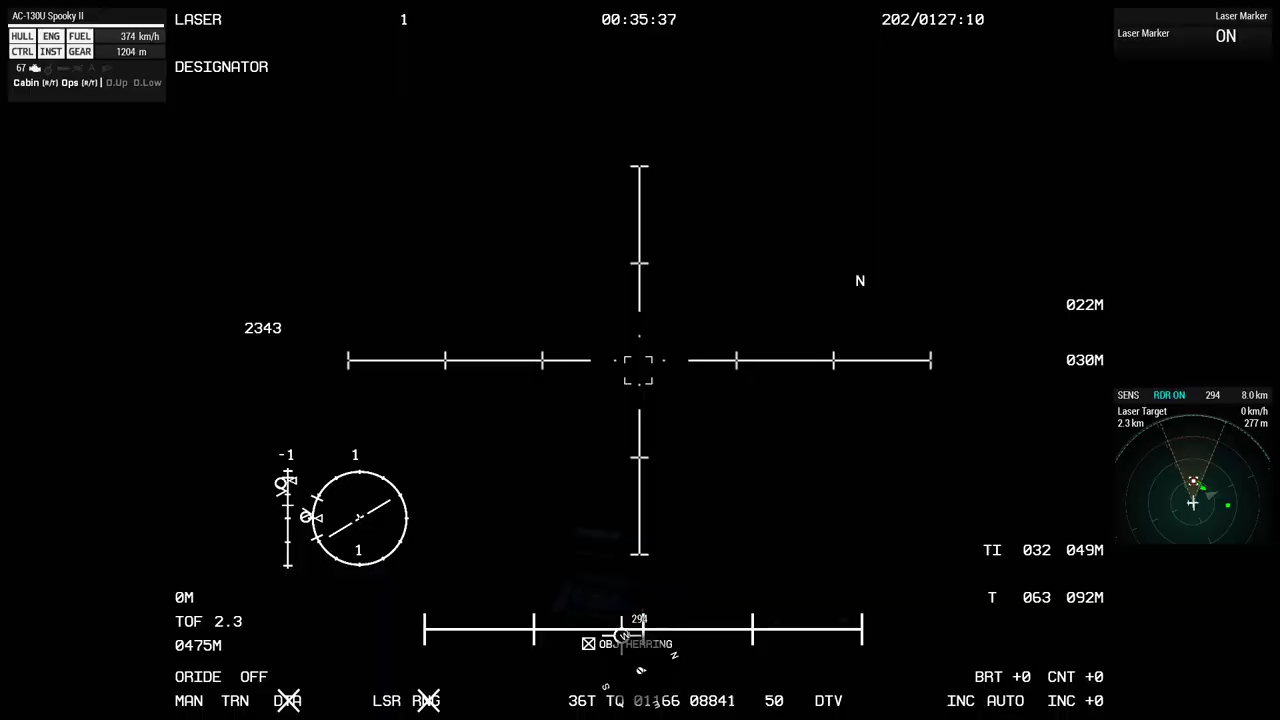 AC-130U Spooky II
HULL ENG FUEL 374 km/h
CTRL INST GEAR 1204 m
67
Cabin (R/T) Ops (R/T) | D.Up D.Low
LASER 1 00:35:37 202/0127:10
DESIGNATOR
Laser Marker
Laser Marker ON
N
022M
2343
030M
SENS RDR ON 294 8.0 km
Laser Target 0 km/h
2.3 km 277 m
-1 1
1
TI 032 049M
0M
T 063 092M
TOF 2.3
294
0475M
W
OBJ HERRING
N
S
ORIDE OFF
BRT +0 CNT +0
MAN TRN DTA LSR RNG 36T TQ 01166 08841 50 DTV INC AUTO INC +0